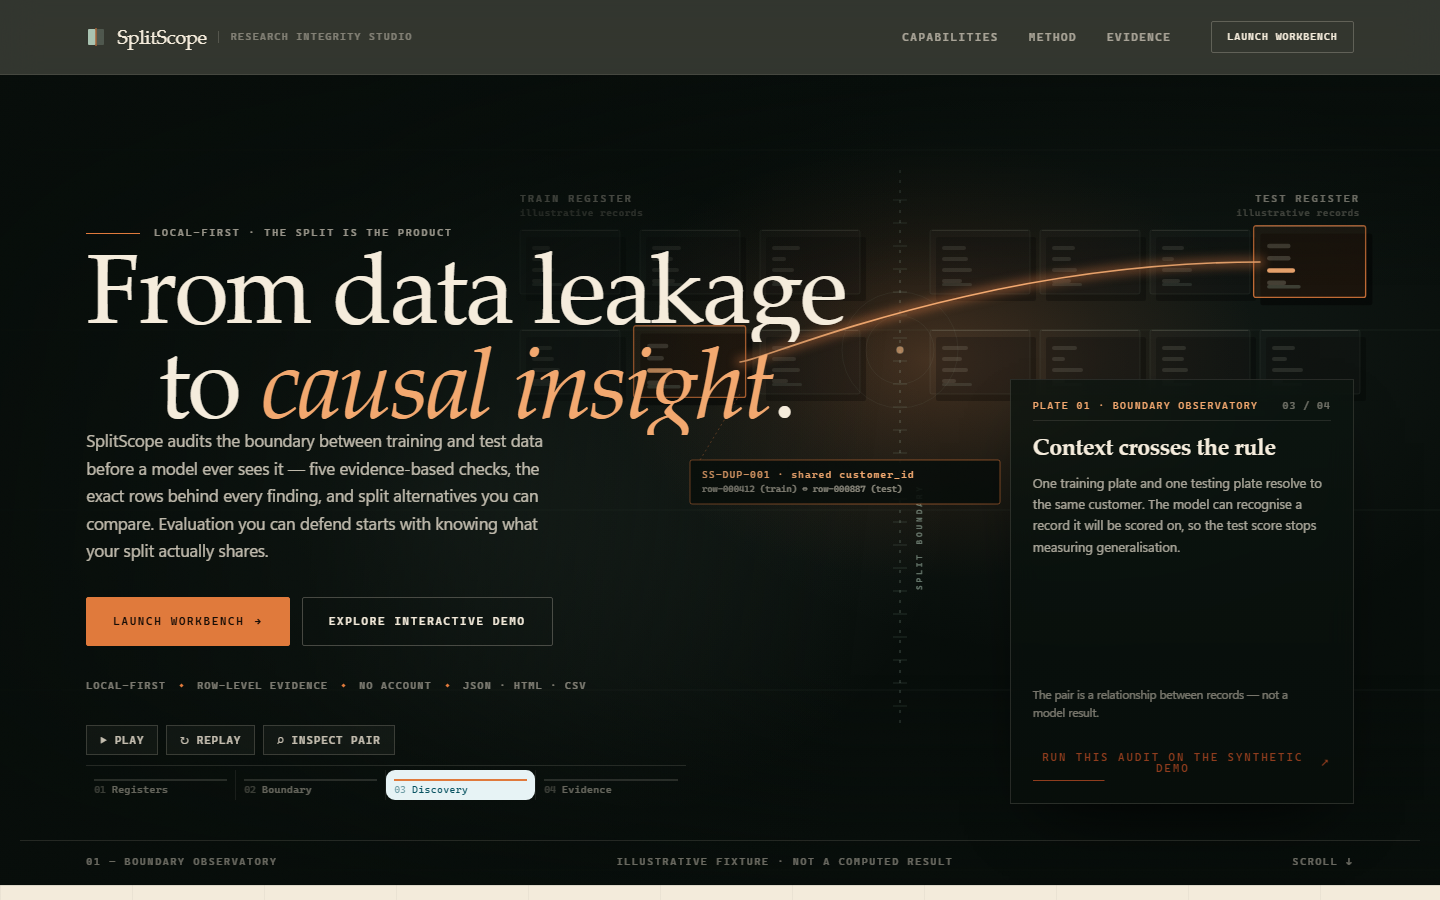 SplitScope
RESEARCH INTEGRITY STUDIO
CAPABILITIES
METHOD
EVIDENCE
LAUNCH WORKBENCH
TRAIN REGISTER
illustrative records
TEST REGISTER
illustrative records
LOCAL-FIRST · THE SPLIT IS THE PRODUCT
From data leakage
to causal insight.
SplitScope audits the boundary between training and test data
before a model ever sees it — five evidence-based checks, the
exact rows behind every finding, and split alternatives you can
compare. Evaluation you can defend starts with knowing what
your split actually shares.
SS-DUP-001 · shared customer_id
row-000412 (train) ⇔ row-000887 (test)
PLATE 01 · BOUNDARY OBSERVATORY
03 / 04
Context crosses the rule
One training plate and one testing plate resolve to
the same customer. The model can recognise a
record it will be scored on, so the test score stops
measuring generalisation.
The pair is a relationship between records — not a
model result.
RUN THIS AUDIT ON THE SYNTHETIC
DEMO ↗
LAUNCH WORKBENCH →
EXPLORE INTERACTIVE DEMO
LOCAL-FIRST ✦ ROW-LEVEL EVIDENCE ✦ NO ACCOUNT ✦ JSON · HTML · CSV
▶ PLAY
↻ REPLAY
⌕ INSPECT PAIR
01 Registers
02 Boundary
03 Discovery
04 Evidence
01 — BOUNDARY OBSERVATORY
ILLUSTRATIVE FIXTURE · NOT A COMPUTED RESULT
SCROLL ↓